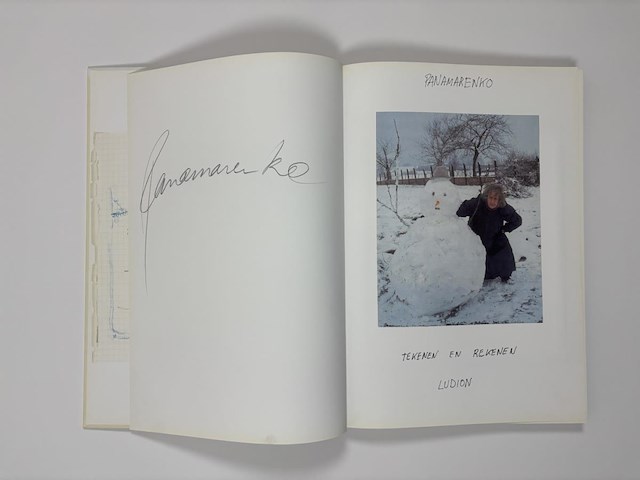 Panamarenko
PANAMARENKO
TEKENEN EN REKENEN
LUDION